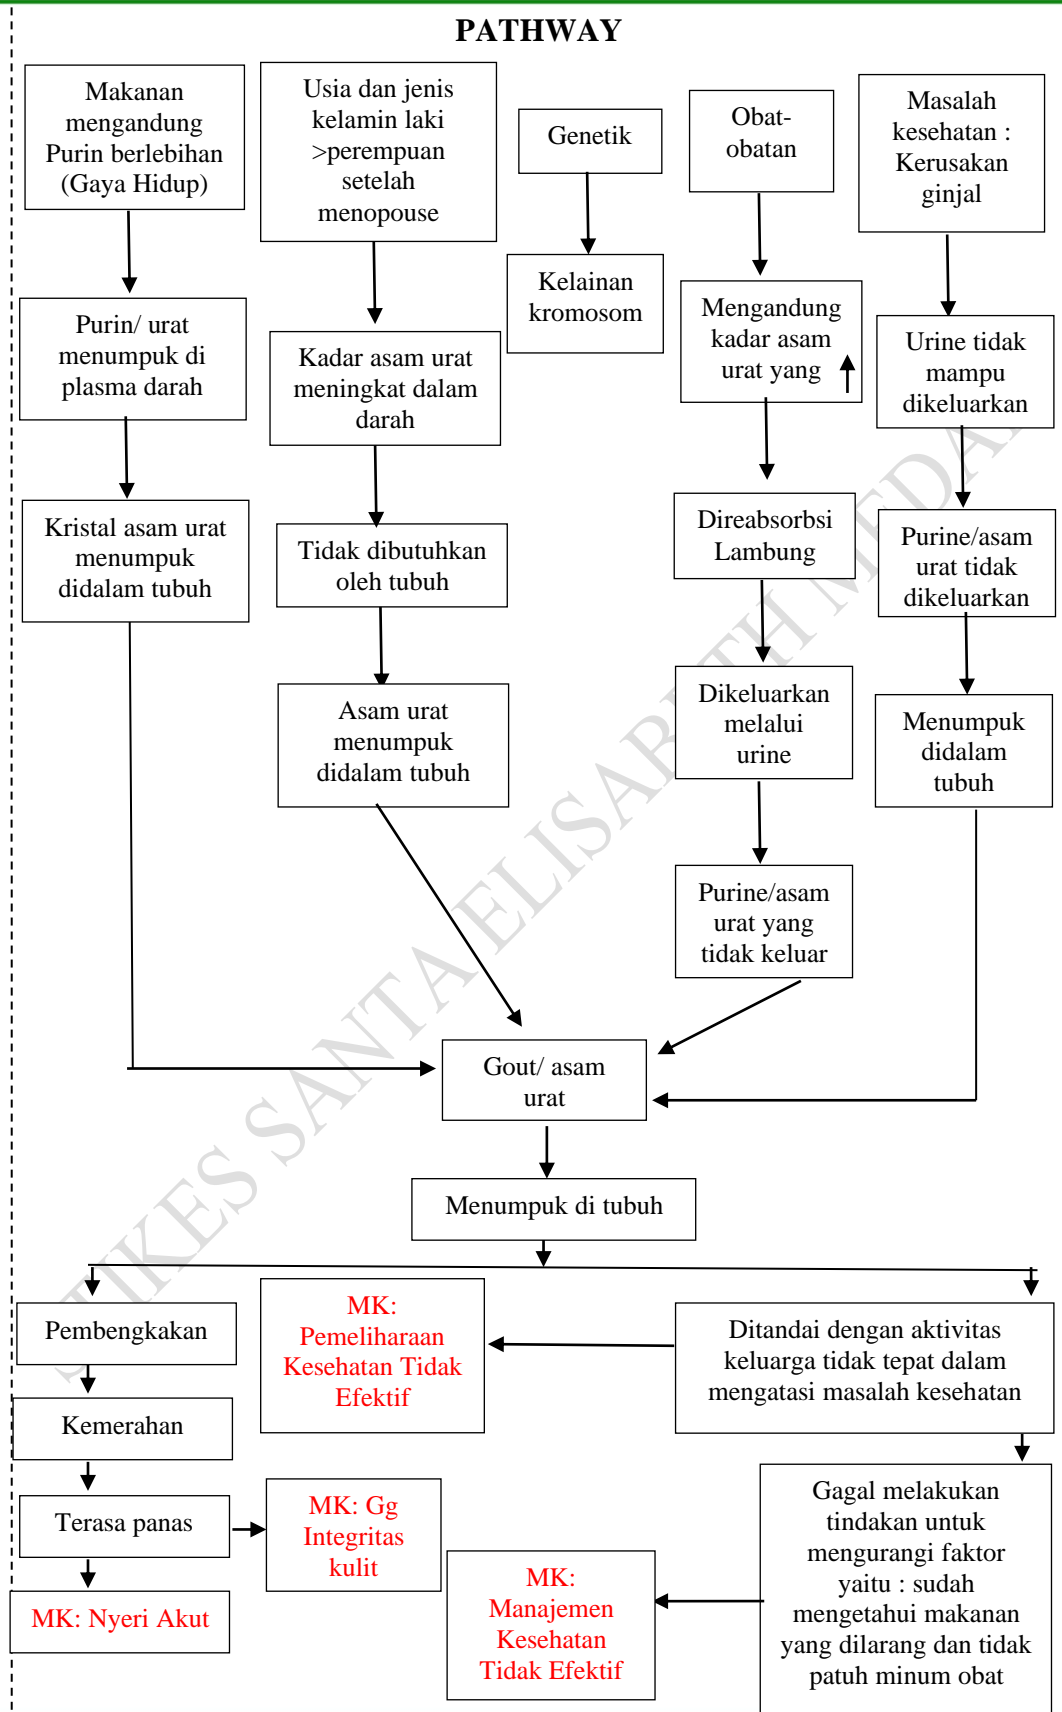 PATHWAY
Makanan
mengandung
Purin berlebihan
(Gaya Hidup)
Usia dan jenis
kelamin laki
>perempuan
setelah
menopouse
Genetik
Obat-
obatan
Masalah
kesehatan :
Kerusakan
ginjal
Purin/ urat
menumpuk di
plasma darah
Kadar asam urat
meningkat dalam
darah
Kelainan
kromosom
Mengandung
kadar asam
urat yang
Urine tidak
mampu
dikeluarkan
Kristal asam urat
menumpuk
didalam tubuh
Tidak dibutuhkan
oleh tubuh
Direabsorbsi
Lambung
Purine/asam
urat tidak
dikeluarkan
Asam urat
menumpuk
didalam tubuh
Dikeluarkan
melalui
urine
Menumpuk
didalam
tubuh
Purine/asam
urat yang
tidak keluar
Gout/ asam
urat
Menumpuk di tubuh
Pembengkakan
MK:
Pemeliharaan
Kesehatan Tidak
Efektif
Ditandai dengan aktivitas
keluarga tidak tepat dalam
mengatasi masalah kesehatan
Kemerahan
Terasa panas
MK: Gg
Integritas
kulit
MK: Nyeri Akut
MK:
Manajemen
Kesehatan
Tidak Efektif
Gagal melakukan
tindakan untuk
mengurangi faktor
yaitu : sudah
mengetahui makanan
yang dilarang dan tidak
patuh minum obat
STIKES SANTA ELISABETH MEDAN